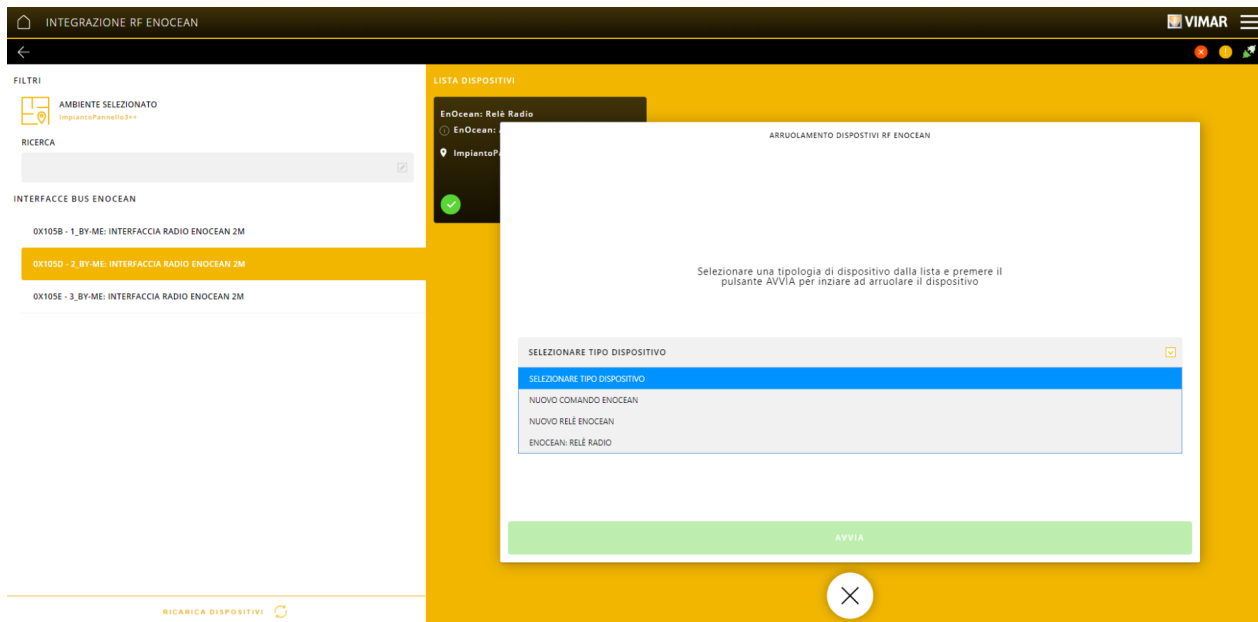 INTEGRAZIONE RF ENOCEAN
VIMAR
FILTRI
AMBIENTE SELEZIONATO
ImpiantoPannello3++
RICERCA
INTERFACCE BUS ENOCEAN
0X105B - 1_BY-ME: INTERFACCIA RADIO ENOCEAN 2M
0X105D - 2_BY-ME: INTERFACCIA RADIO ENOCEAN 2M
0X105E - 3_BY-ME: INTERFACCIA RADIO ENOCEAN 2M
RICARICA DISPOSITIVI
LISTA DISPOSITIVI
EnOcean: Relè Radio
EnOcean:
ImpiantoP
ARRUOLAMENTO DISPOSTIVI RF ENOCEAN
Selezionare una tipologia di dispositivo dalla lista e premere il
pulsante AVVIA per inziare ad arruolare il dispositivo
SELEZIONARE TIPO DISPOSITIVO
SELEZIONARE TIPO DISPOSITIVO
NUOVO COMANDO ENOCEAN
NUOVO RELÈ ENOCEAN
ENOCEAN: RELÈ RADIO
AVVIA